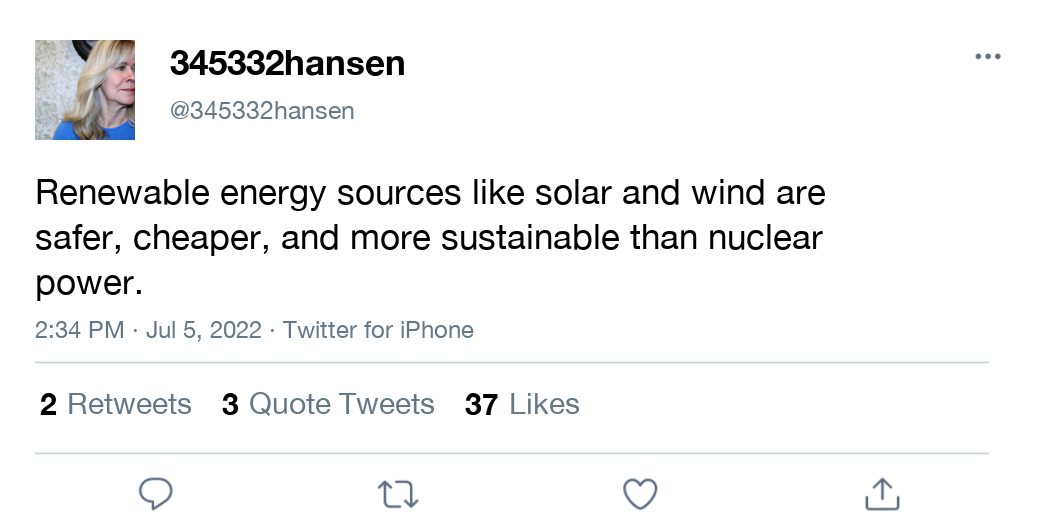 345332hansen
@345332hansen
Renewable energy sources like solar and wind are
safer, cheaper, and more sustainable than nuclear
power.
2:34 PM · Jul 5, 2022 · Twitter for iPhone
2 Retweets 3 Quote Tweets 37 Likes